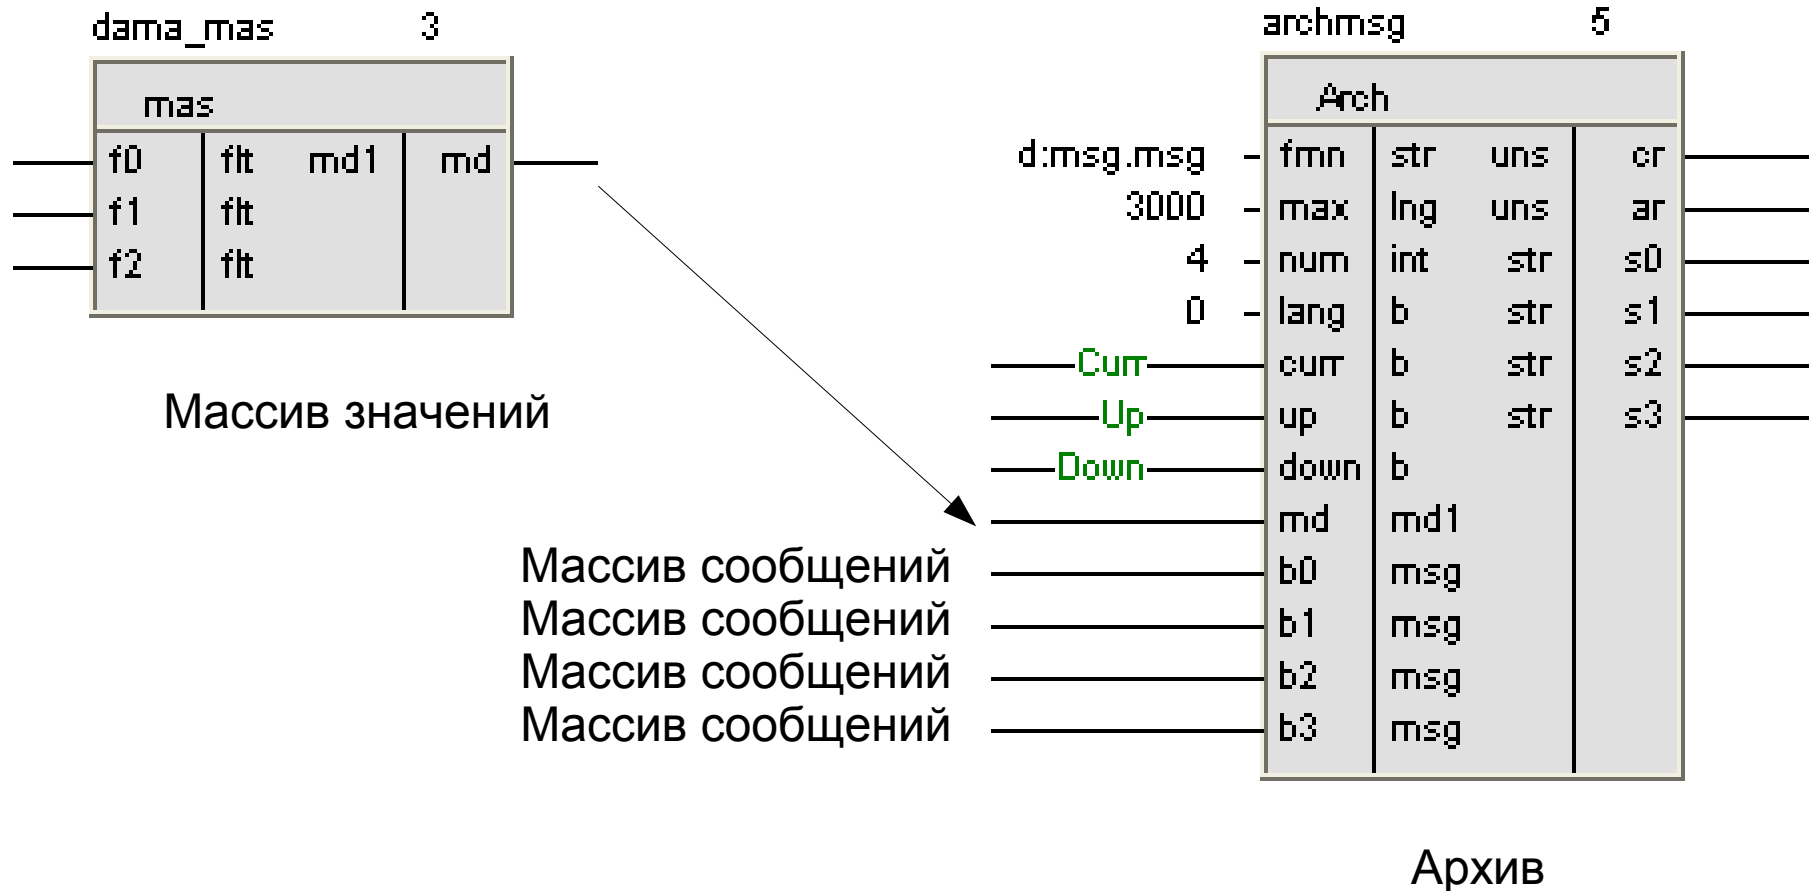 dama_mas 3
mas
f0 flt md1 md
f1 flt
f2 flt
Массив значений
archmsg 5
Arch
d:msg.msg fmn str uns cr
3000 max lng uns ar
4 num int str s0
0 lang b str s1
Curr curr b str s2
Up up b str s3
Down down b
md md1
Массив сообщений b0 msg
Массив сообщений b1 msg
Массив сообщений b2 msg
Массив сообщений b3 msg
Архив